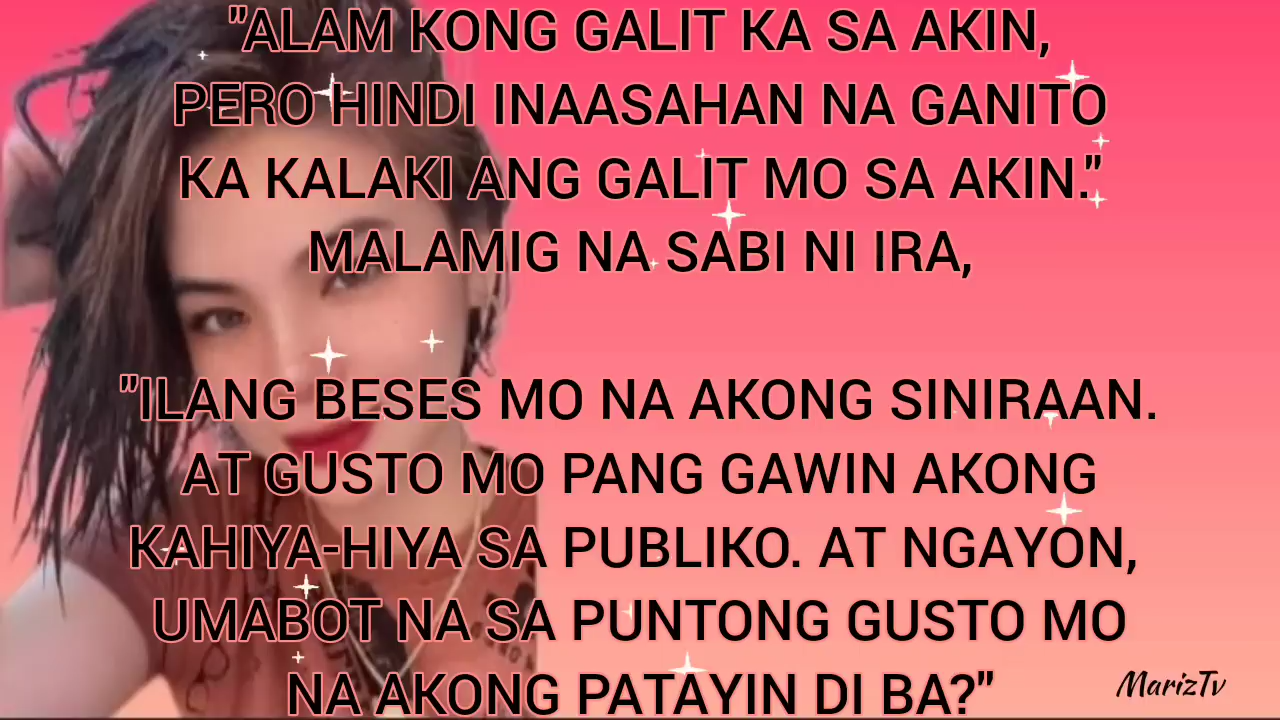 "ALAM KONG GALIT KA SA AKIN,
PERO HINDI INAASAHAN NA GANITO
KA KALAKI ANG GALIT MO SA AKIN."
MALAMIG NA SABI NI IRA,
"ILANG BESES MO NA AKONG SINIRAAN.
AT GUSTO MO PANG GAWIN AKONG
KAHIYA-HIYA SA PUBLIKO. AT NGAYON,
UMABOT NA SA PUNTONG GUSTO MO
NA AKONG PATAYIN DI BA?"
MarizTv